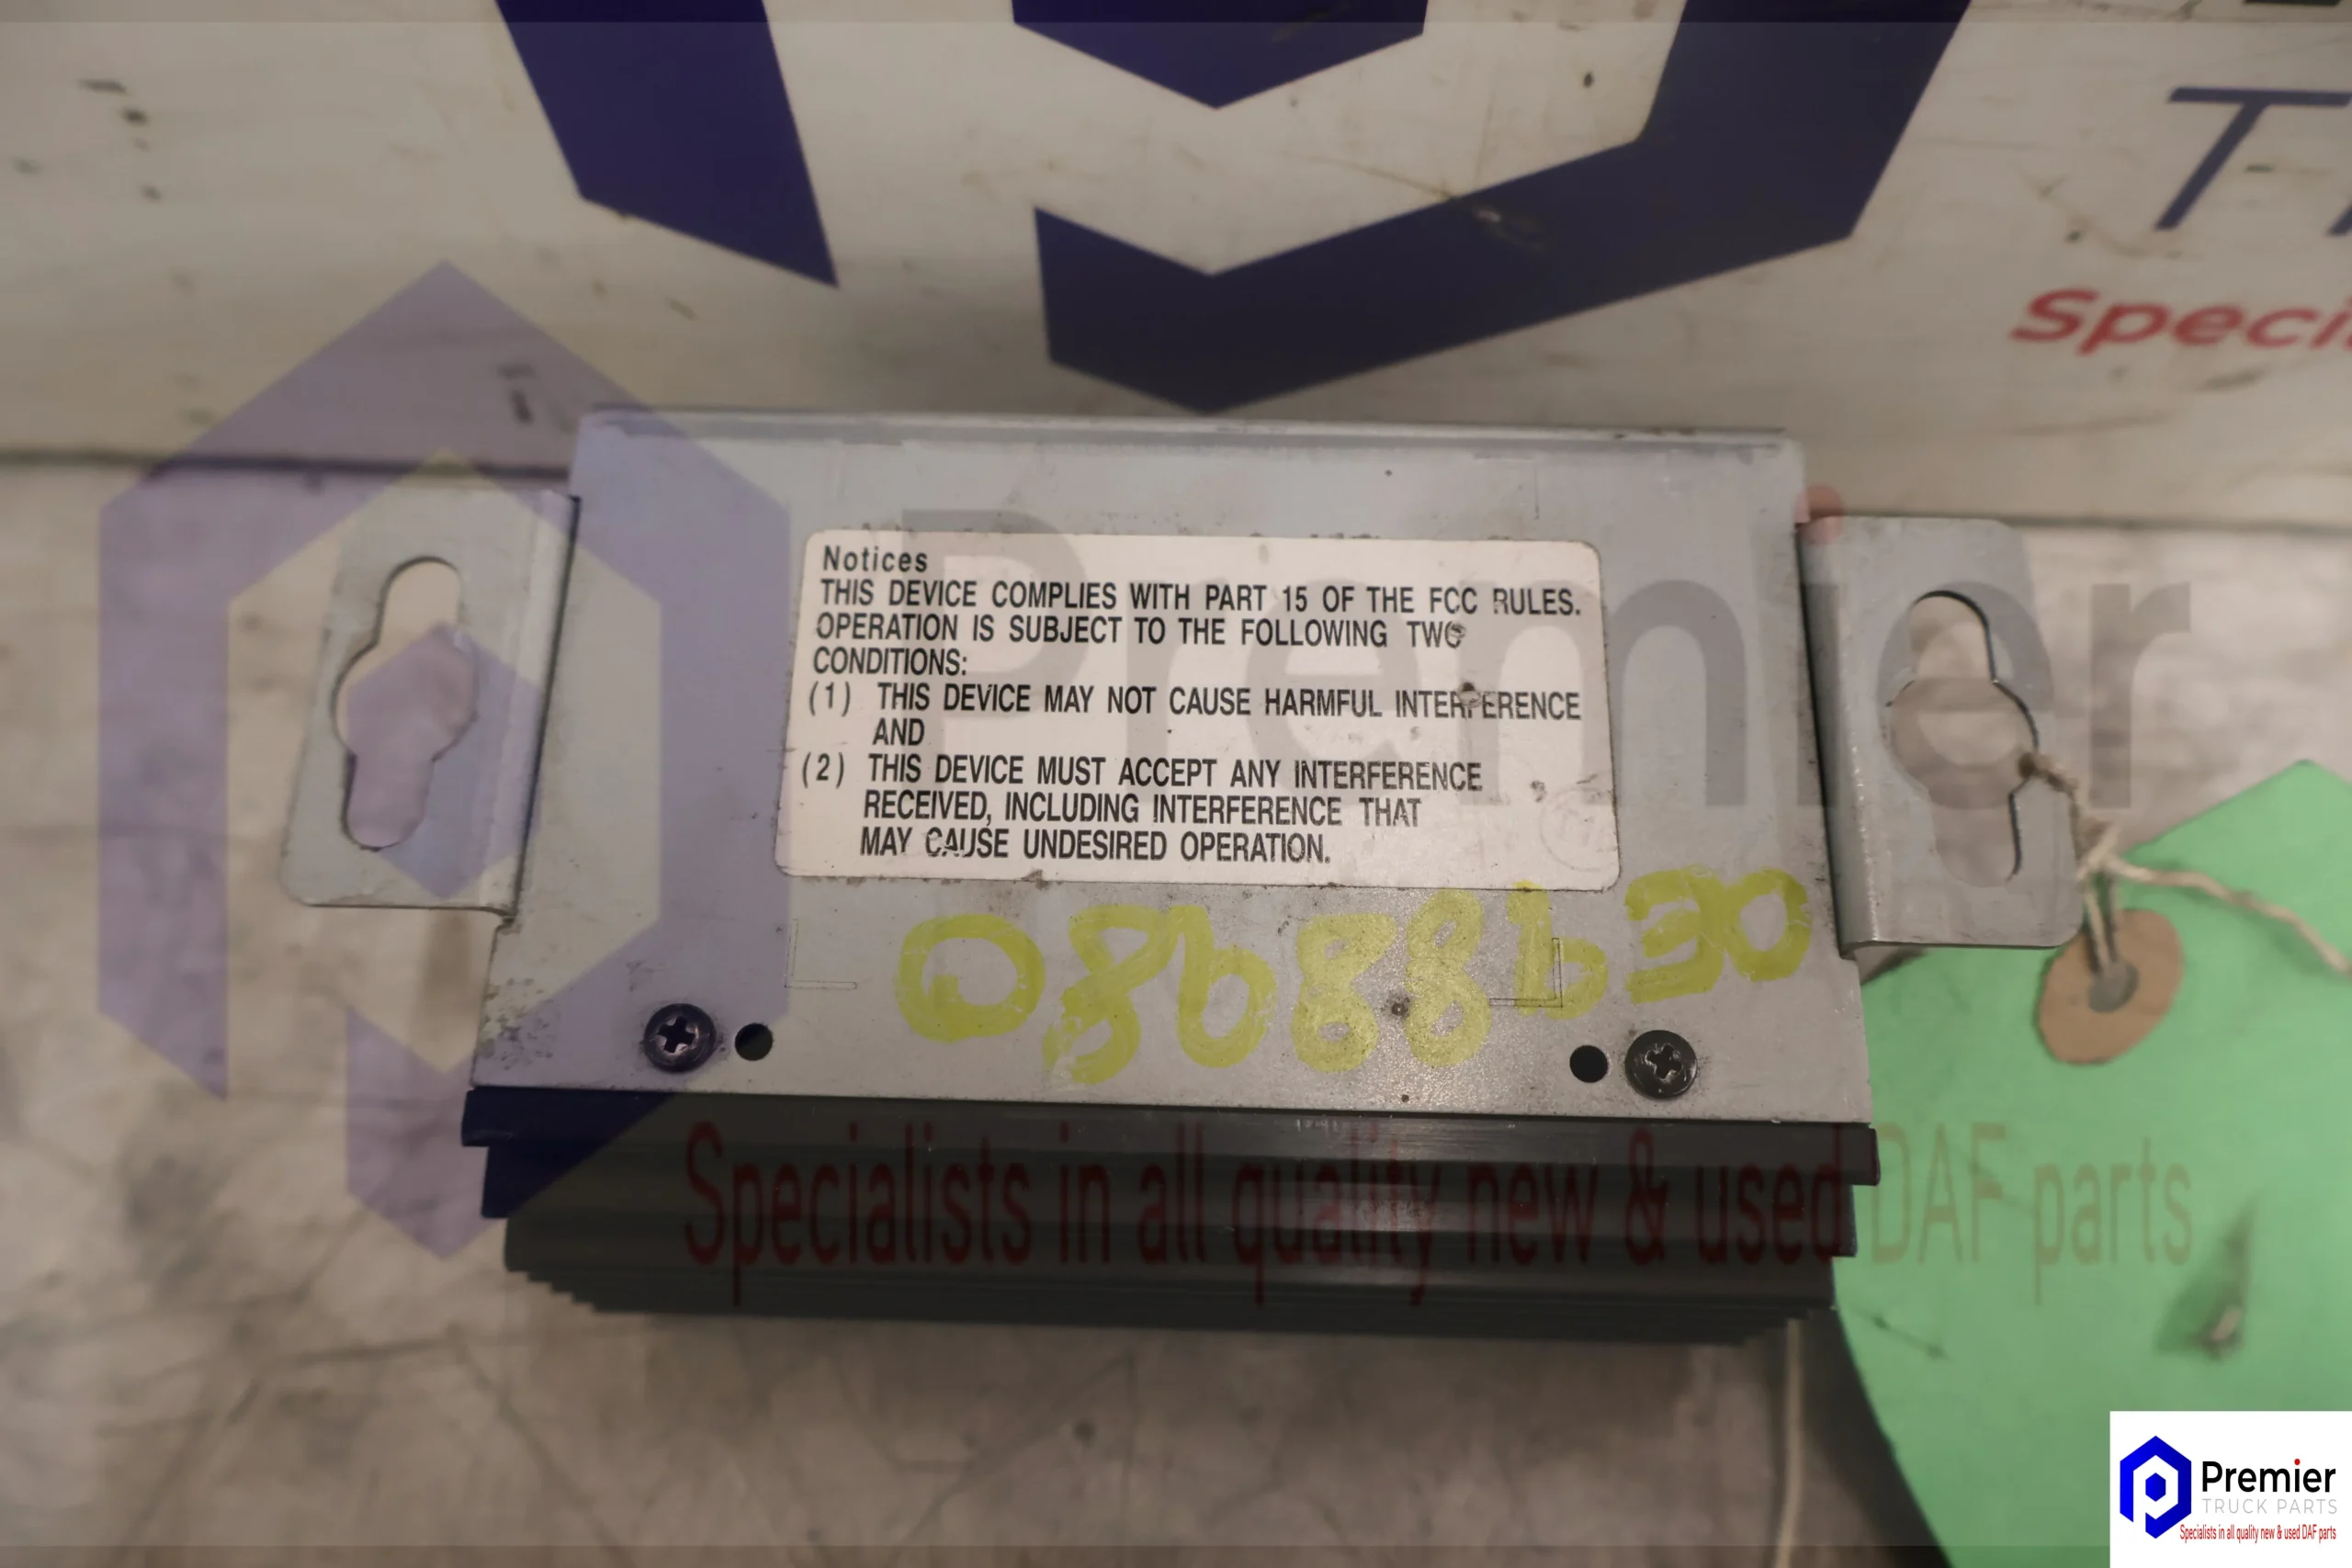 Speci
Notices
THIS DEVICE COMPLIES WITH PART 15 OF THE FCC RULES.
OPERATION IS SUBJECT TO THE FOLLOWING TWO
CONDITIONS:
(1) THIS DEVICE MAY NOT CAUSE HARMFUL INTERFERENCE
AND
(2) THIS DEVICE MUST ACCEPT ANY INTERFERENCE
RECEIVED, INCLUDING INTERFERENCE THAT
MAY CAUSE UNDESIRED OPERATION.
Premier
Specialists in all quality new & used DAF parts
Premier
TRUCK PARTS
Specialists in all quality new & used DAF parts